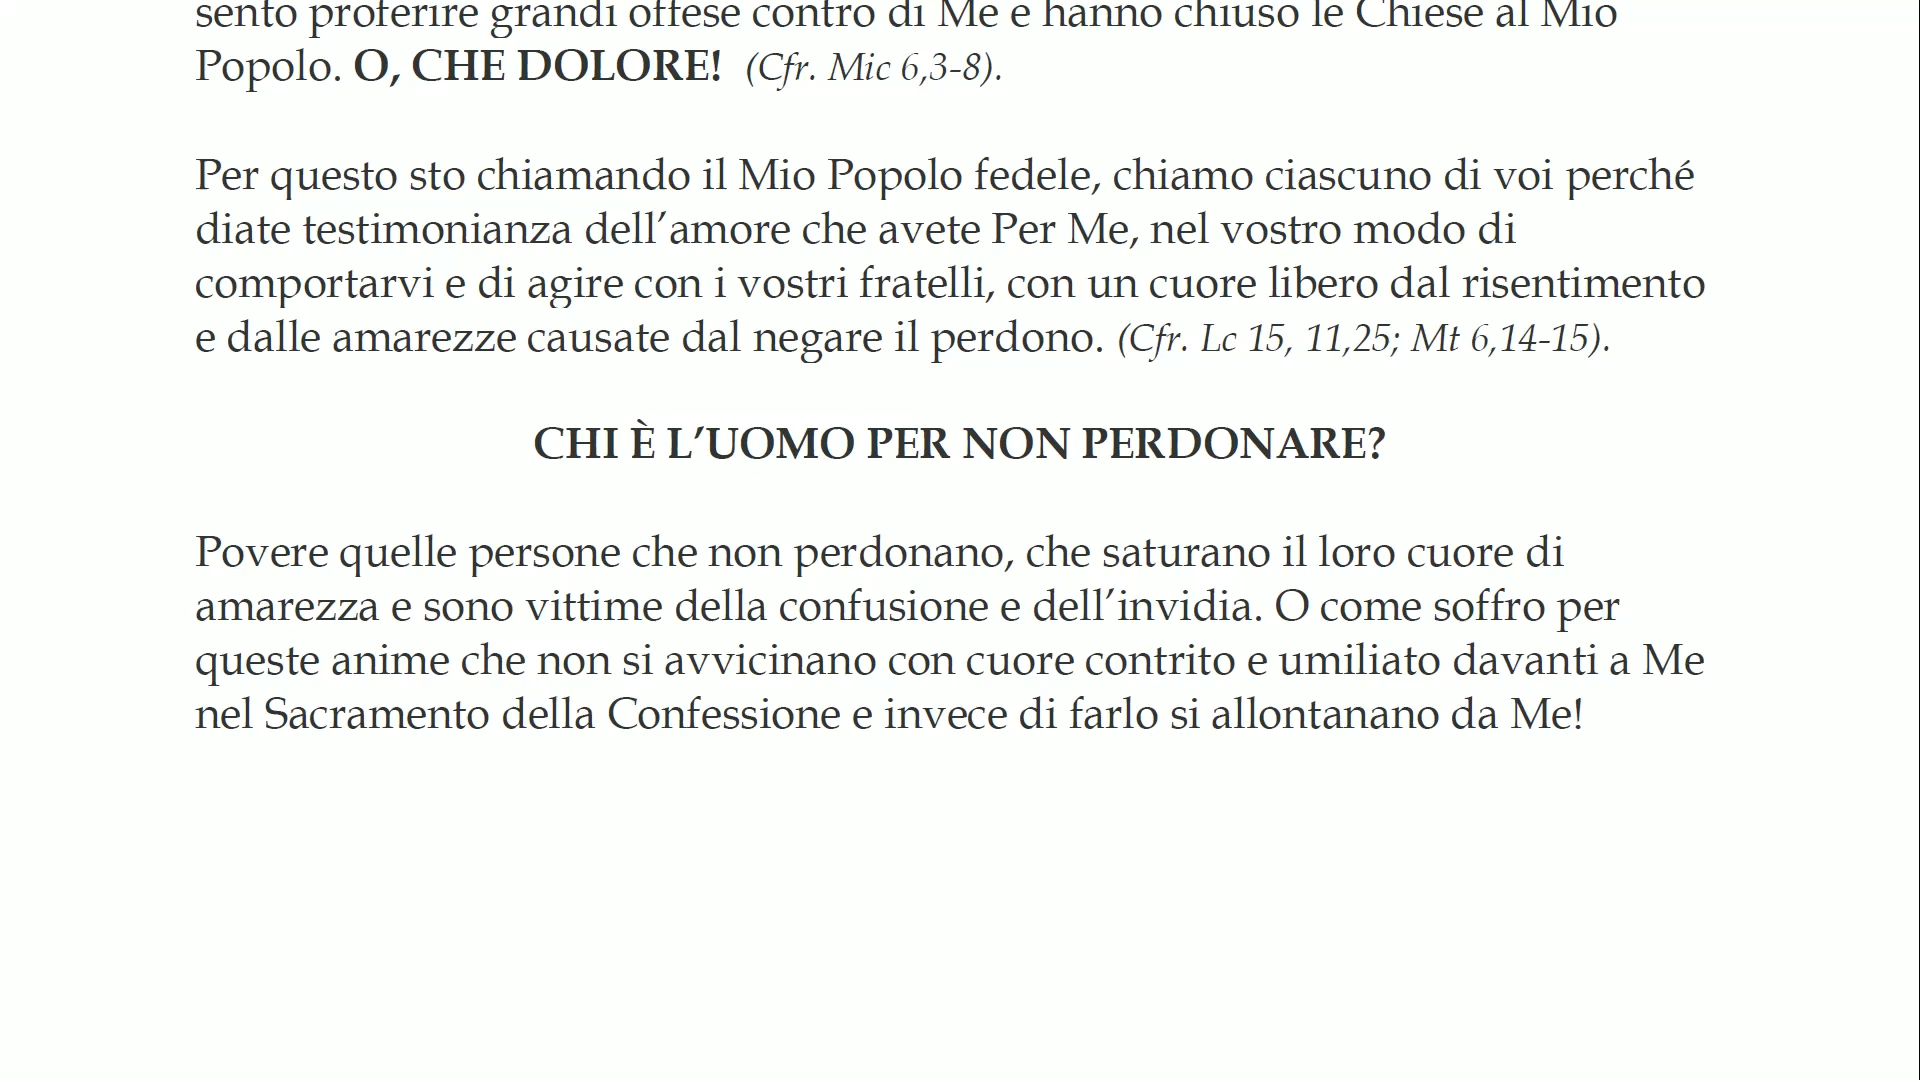 sento proferire grandi offese contro di Me e hanno chiuso le Chiese al Mio
Popolo. O, CHE DOLORE! (Cfr. Mic 6,3-8).
Per questo sto chiamando il Mio Popolo fedele, chiamo ciascuno di voi perché
diate testimonianza dell’amore che avete Per Me, nel vostro modo di
comportarvi e di agire con i vostri fratelli, con un cuore libero dal risentimento
e dalle amarezze causate dal negare il perdono. (Cfr. Lc 15, 11,25; Mt 6,14-15).
CHI È L’UOMO PER NON PERDONARE?
Povere quelle persone che non perdonano, che saturano il loro cuore di
amarezza e sono vittime della confusione e dell’invidia. O come soffro per
queste anime che non si avvicinano con cuore contrito e umiliato davanti a Me
nel Sacramento della Confessione e invece di farlo si allontanano da Me!